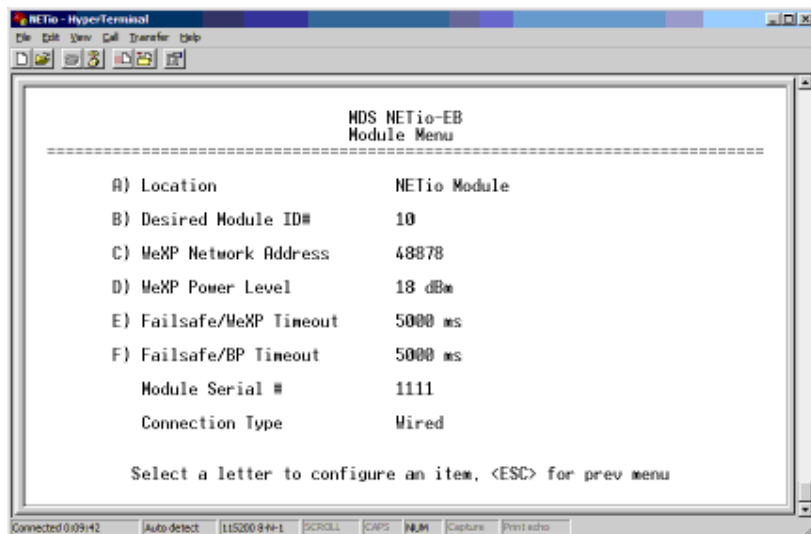 NETio - HyperTerminal
File Edit View Call Transfer Help
MDS NETio-EB
Module Menu
==========================================================================
A) Location NETio Module
B) Desired Module ID# 10
C) WeXP Network Address 48878
D) WeXP Power Level 18 dBm
E) Failsafe/WeXP Timeout 5000 ms
F) Failsafe/BP Timeout 5000 ms
Module Serial # 1111
Connection Type Wired
Select a letter to configure an item, <ESC> for prev menu
Connected 0:09:42 Auto detect 115200 8-N-1 SCROLL CAPS NUM Capture Print echo